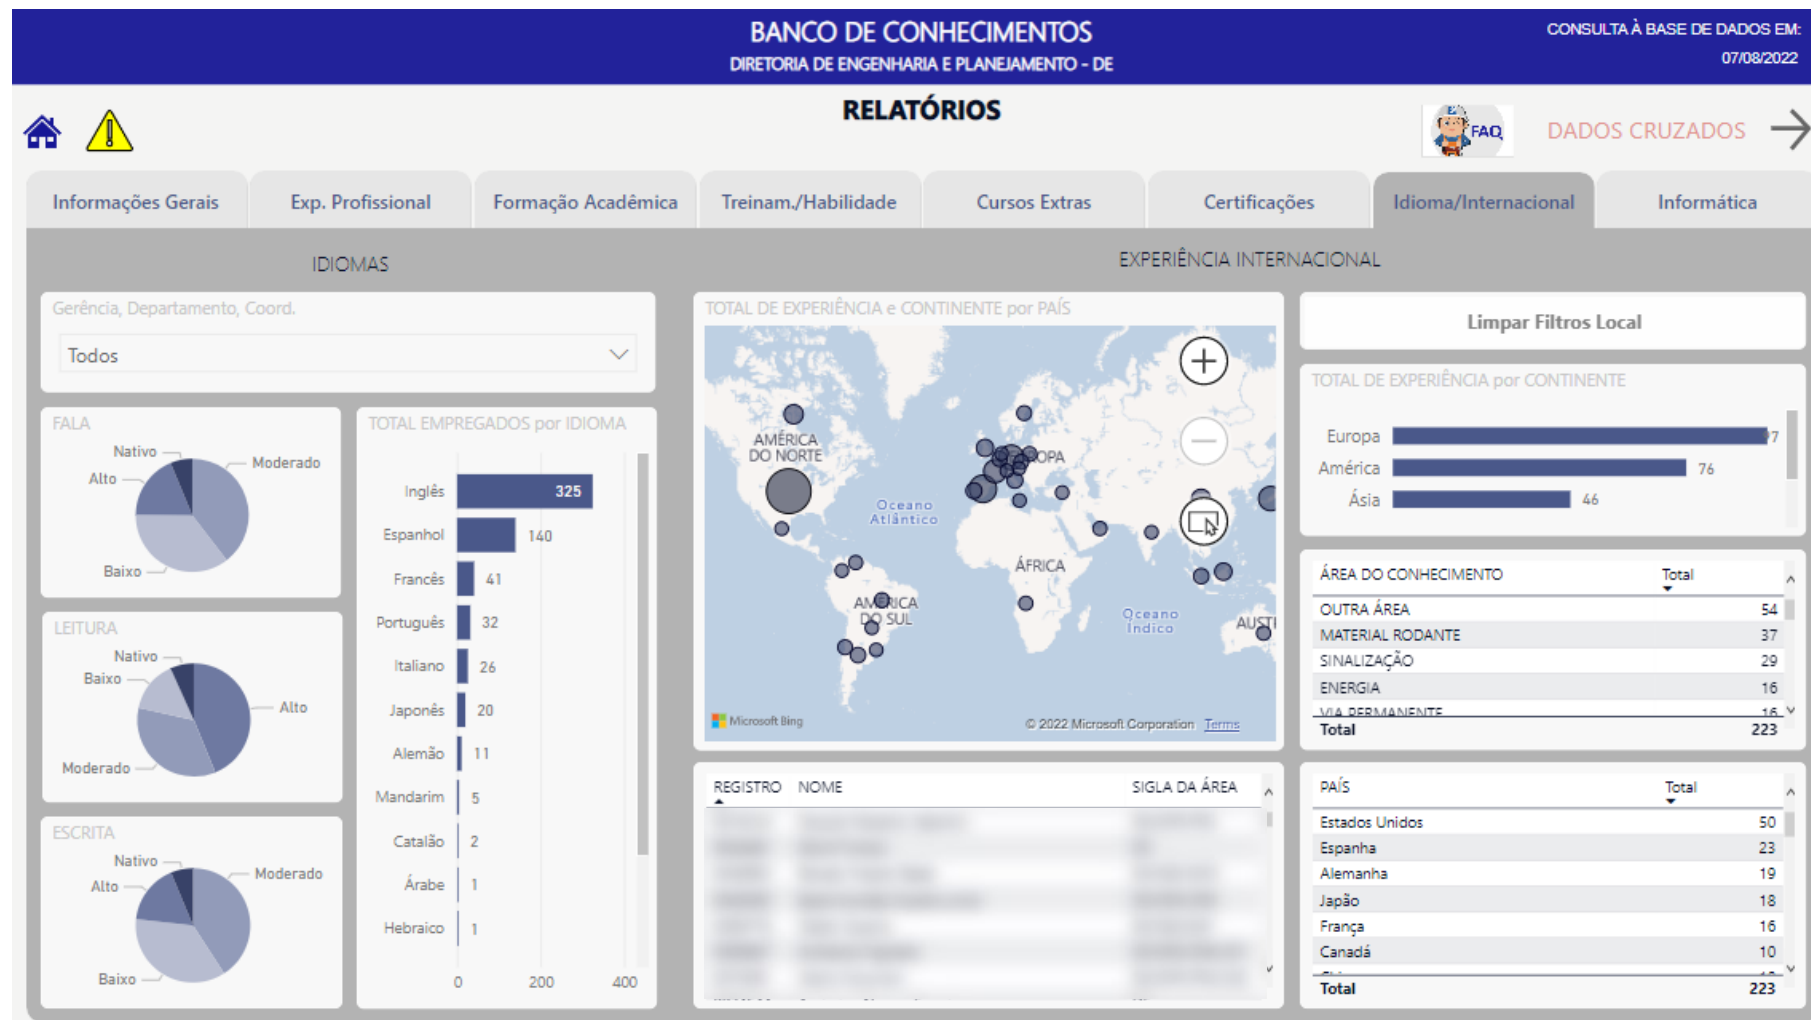 BANCO DE CONHECIMENTOS
DIRETORIA DE ENGENHARIA E PLANEJAMENTO - DE
CONSULTA À BASE DE DADOS EM:
07/08/2022
RELATÓRIOS
FAQ
DADOS CRUZADOS
Informações Gerais
Exp. Profissional
Formação Acadêmica
Treinam./Habilidade
Cursos Extras
Certificações
Idioma/Internacional
Informática
IDIOMAS
EXPERIÊNCIA INTERNACIONAL
Gerência, Departamento, Coord.
Todos
FALA
Nativo
Moderado
Alto
Baixo
LEITURA
Nativo
Baixo
Alto
Moderado
ESCRITA
Nativo
Moderado
Alto
Baixo
TOTAL EMPREGADOS por IDIOMA
Inglês 325
Espanhol 140
Francês 41
Português 32
Italiano 26
Japonês 20
Alemão 11
Mandarim 5
Catalão 2
Árabe 1
Hebraico 1
0 200 400
TOTAL DE EXPERIÊNCIA e CONTINENTE por PAÍS
AMÉRICA
DO NORTE
Oceano
Atlântico
ÁFRICA
AMÉRICA
DO SUL
Oceano
Índico
Microsoft Bing
© 2022 Microsoft Corporation Terms
REGISTRO NOME SIGLA DA ÁREA
Limpar Filtros Local
TOTAL DE EXPERIÊNCIA por CONTINENTE
Europa
América 76
Ásia 46
ÁREA DO CONHECIMENTO Total
OUTRA ÁREA 54
MATERIAL RODANTE 37
SINALIZAÇÃO 29
ENERGIA 16
VIA PERMANENTE 16
Total 223
PAÍS Total
Estados Unidos 50
Espanha 23
Alemanha 19
Japão 18
França 16
Canadá 10
Total 223